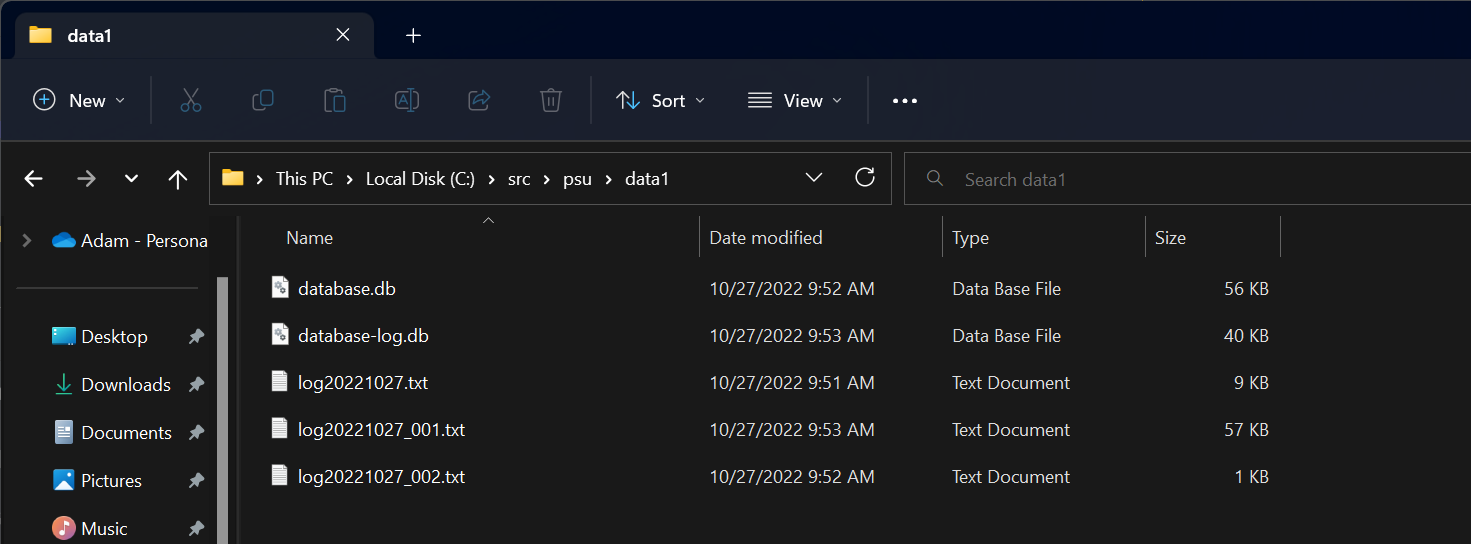 data1
New Sort View
This PC Local Disk (C:) src psu data1 Search data1
Adam - Persona
Desktop
Downloads
Documents
Pictures
Music
Name Date modified Type Size
database.db 10/27/2022 9:52 AM Data Base File 56 KB
database-log.db 10/27/2022 9:53 AM Data Base File 40 KB
log20221027.txt 10/27/2022 9:51 AM Text Document 9 KB
log20221027_001.txt 10/27/2022 9:53 AM Text Document 57 KB
log20221027_002.txt 10/27/2022 9:52 AM Text Document 1 KB